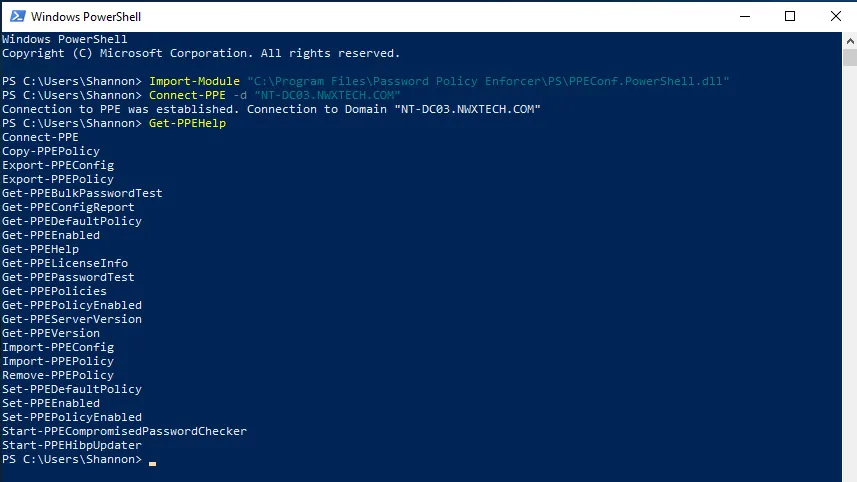 Windows PowerShell
Windows PowerShell
Copyright (C) Microsoft Corporation. All rights reserved.
PS C:\Users\Shannon> Import-Module "C:\Program Files\Password Policy Enforcer\PS\PPEConf.PowerShell.dll"
PS C:\Users\Shannon> Connect-PPE -d "NT-DC03.NWXTECH.COM"
Connection to PPE was established. Connection to Domain "NT-DC03.NWXTECH.COM"
PS C:\Users\Shannon> Get-PPEHelp
Connect-PPE
Copy-PPEPolicy
Export-PPEConfig
Export-PPEPolicy
Get-PPEBulkPasswordTest
Get-PPEConfigReport
Get-PPEDefaultPolicy
Get-PPEEnabled
Get-PPEHelp
Get-PPELicenseInfo
Get-PPEPasswordTest
Get-PPEPolicies
Get-PPEPolicyEnabled
Get-PPEServerVersion
Get-PPEVersion
Import-PPEConfig
Import-PPEPolicy
Remove-PPEPolicy
Set-PPEDefaultPolicy
Set-PPEEnabled
Set-PPEPolicyEnabled
Start-PPECompromisedPasswordChecker
Start-PPEHibpUpdater
PS C:\Users\Shannon>